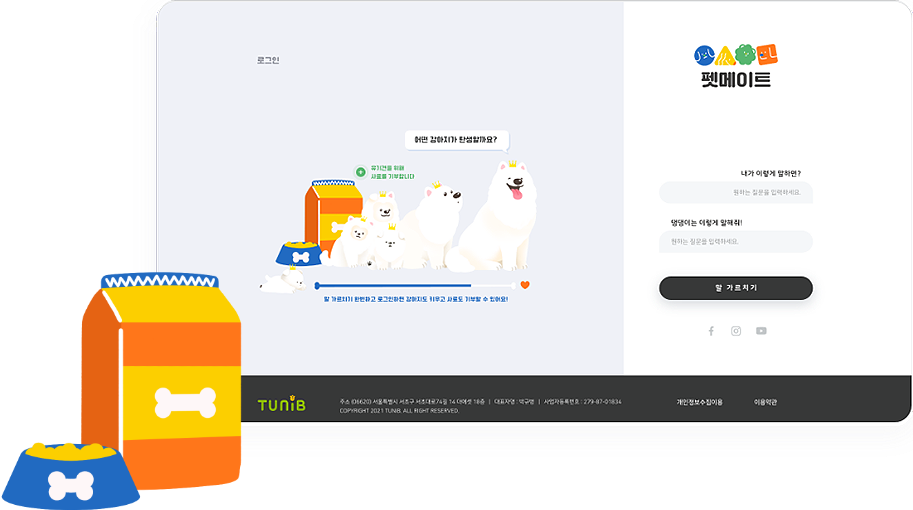 로그인
펫메이트
어떤 강아지가 탄생할까요?
유기견을 위해
사료를 기부합니다
말 가르치기 한번하고 로그인하면 강아지도 키우고 사료도 기부할 수 있어요!
내가 이렇게 말하면?
원하는 질문을 입력하세요.
댕댕이는 이렇게 말해줘!
원하는 질문을 입력하세요.
말 가르치기
TUNiB
주소 (06620) 서울특별시 서초구 서초대로74길 14 18층 | 대표자명 : 박규병 | 사업자등록번호 : 279-87-01834
COPYRIGHT 2021 TUNIB. ALL RIGHT RESERVED.
개인정보수집이용
이용약관